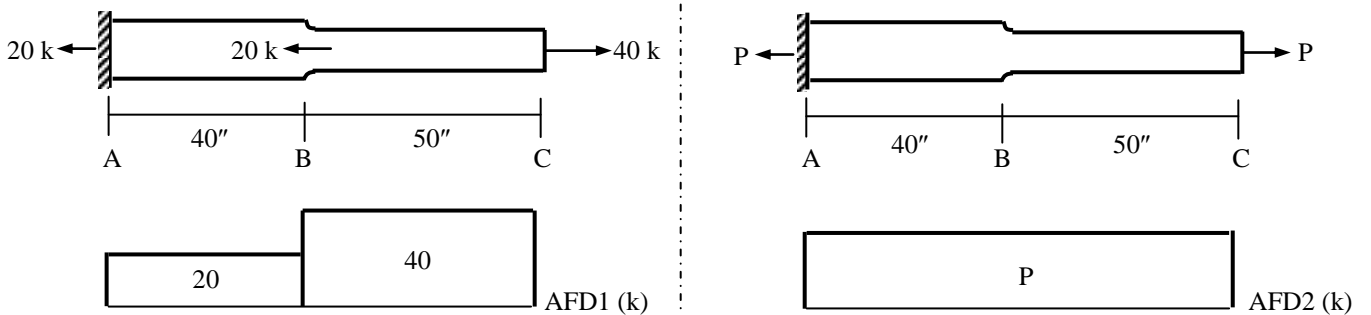 20 k 20 k 40 k
40″ 50″
A B C
20 40 AFD1 (k)
P P
40″ 50″
A B C
P AFD2 (k)